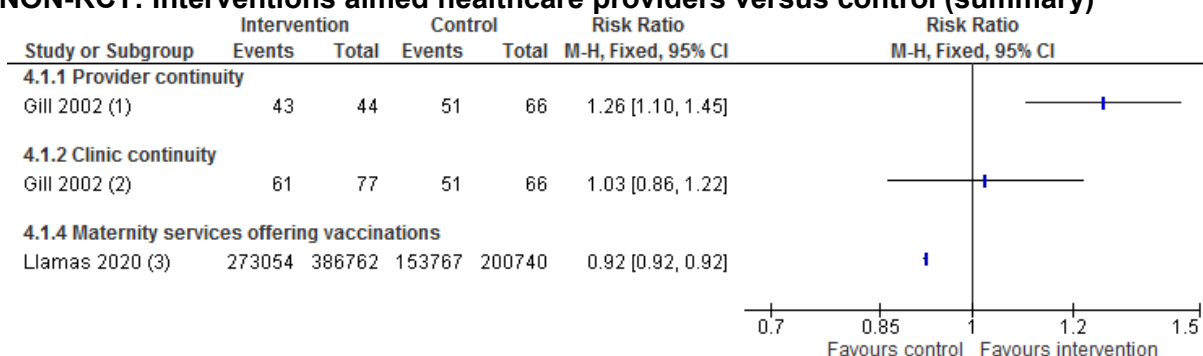 NON-RCT: Interventions aimed healthcare providers versus control (summary)
Intervention Control Risk Ratio Risk Ratio
Study or Subgroup Events Total Events Total M-H, Fixed, 95% CI M-H, Fixed, 95% CI
4.1.1 Provider continuity
Gill 2002 (1) 43 44 51 66 1.26 [1.10, 1.45]
4.1.2 Clinic continuity
Gill 2002 (2) 61 77 51 66 1.03 [0.86, 1.22]
4.1.4 Maternity services offering vaccinations
Llamas 2020 (3) 273054 386762 153767 200740 0.92 [0.92, 0.92]
0.7 0.85 1 1.2 1.5
Favours control Favours intervention